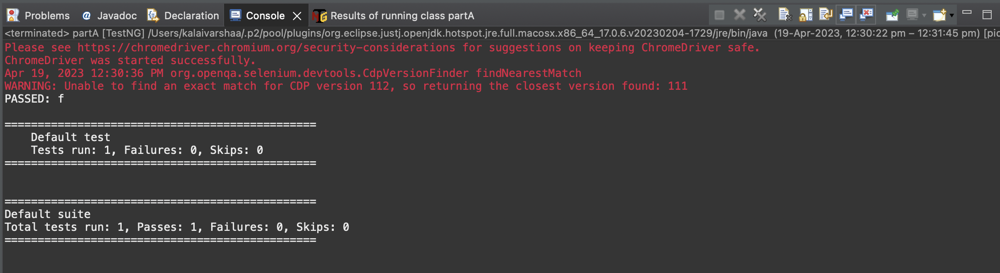 Problems Javadoc Declaration Console Results of running class partA
<terminated> partA [TestNG] /Users/kalaivarshaa/.p2/pool/plugins/org.eclipse.justj.openjdk.hotspot.jre.full.macosx.x86_64_17.0.6.v20230204-1729/jre/bin/java (19-Apr-2023, 12:30:22 pm – 12:31:45 pm) [pid
Please see https://chromedriver.chromium.org/security-considerations for suggestions on keeping ChromeDriver safe.
ChromeDriver was started successfully.
Apr 19, 2023 12:30:36 PM org.openqa.selenium.devtools.CdpVersionFinder findNearestMatch
WARNING: Unable to find an exact match for CDP version 112, so returning the closest version found: 111
PASSED: f
===============================================
Default test
Tests run: 1, Failures: 0, Skips: 0
===============================================
===============================================
Default suite
Total tests run: 1, Passes: 1, Failures: 0, Skips: 0
===============================================